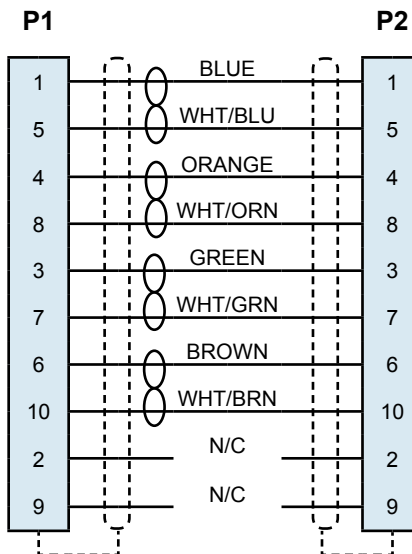 P1 P2
1 BLUE 1
5 WHT/BLU 5
4 ORANGE 4
8 WHT/ORN 8
3 GREEN 3
7 WHT/GRN 7
6 BROWN 6
10 WHT/BRN 10
2 N/C 2
9 N/C 9